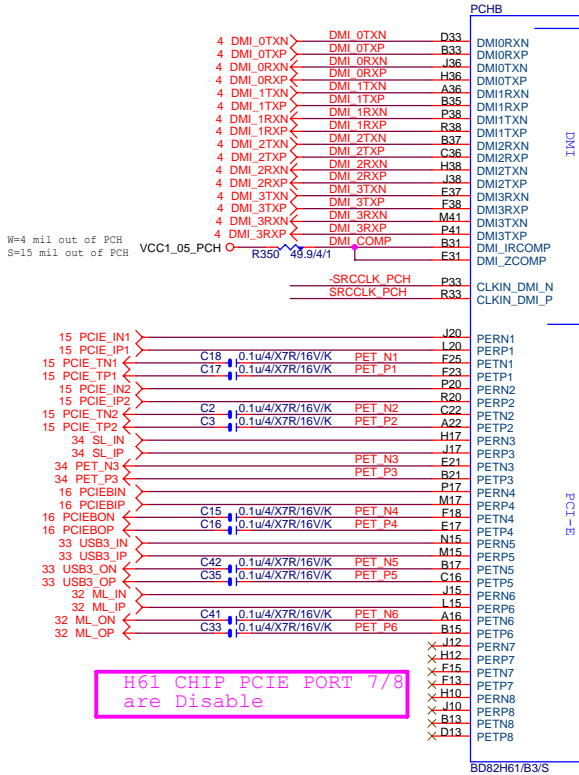 PCHB
4 DMI_0TXN DMI_0TXN D33 DMI0RXN
4 DMI_0TXP DMI_0TXP B33 DMI0RXP
4 DMI_0RXN DMI_0RXN J36 DMI0TXN
4 DMI_0RXP DMI_0RXP H36 DMI0TXP
4 DMI_1TXN DMI_1TXN A36 DMI1RXN
4 DMI_1TXP DMI_1TXP B35 DMI1RXP
4 DMI_1RXN DMI_1RXN P38 DMI1TXN
4 DMI_1RXP DMI_1RXP R38 DMI1TXP
4 DMI_2TXN DMI_2TXN B37 DMI2RXN
4 DMI_2TXP DMI_2TXP C36 DMI2RXP
4 DMI_2RXN DMI_2RXN H38 DMI2TXN
4 DMI_2RXP DMI_2RXP J38 DMI2TXP
4 DMI_3TXN DMI_3TXN E37 DMI3RXN
4 DMI_3TXP DMI_3TXP F38 DMI3RXP
4 DMI_3RXN DMI_3RXN M41 DMI3TXN
4 DMI_3RXP DMI_3RXP P41 DMI3TXP
DMI
W=4 mil out of PCH
S=15 mil out of PCH
VCC1_05_PCH R350 49.9/4/1 DMI_COMP B31 DMI_IRCOMP
E31 DMI_ZCOMP
-SRCCLK_PCH P33 CLKIN_DMI_N
SRCCLK_PCH R33 CLKIN_DMI_P
15 PCIE_IN1 J20 PERN1
15 PCIE_IP1 L20 PERP1
15 PCIE_TN1 C18 0.1u/4/X7R/16V/K PET_N1 F25 PETN1
15 PCIE_TP1 C17 0.1u/4/X7R/16V/K PET_P1 F23 PETP1
15 PCIE_IN2 P20 PERN2
15 PCIE_IP2 R20 PERP2
15 PCIE_TN2 C2 0.1u/4/X7R/16V/K PET_N2 C22 PETN2
15 PCIE_TP2 C3 0.1u/4/X7R/16V/K PET_P2 A22 PETP2
34 SL_IN H17 PERN3
34 SL_IP J17 PERP3
34 PET_N3 PET_N3 E21 PETN3
34 PET_P3 PET_P3 B21 PETP3
16 PCIEBIN P17 PERN4
16 PCIEBIP M17 PERP4
16 PCIEBON C15 0.1u/4/X7R/16V/K PET_N4 F18 PETN4
16 PCIEBOP C16 0.1u/4/X7R/16V/K PET_P4 E17 PETP4
33 USB3_IN N15 PERN5
33 USB3_IP M15 PERP5
33 USB3_ON C42 0.1u/4/X7R/16V/K PET_N5 B17 PETN5
33 USB3_OP C35 0.1u/4/X7R/16V/K PET_P5 C16 PETP5
32 ML_IN J15 PERN6
32 ML_IP L15 PERP6
32 ML_ON C41 0.1u/4/X7R/16V/K PET_N6 A16 PETN6
32 ML_OP C33 0.1u/4/X7R/16V/K PET_P6 B15 PETP6
J12 PERN7
H12 PERP7
F15 PETN7
F13 PETP7
H10 PERN8
J10 PERP8
B13 PETN8
D13 PETP8
PCI-E
H61 CHIP PCIE PORT 7/8
are Disable
BD82H61/B3/S